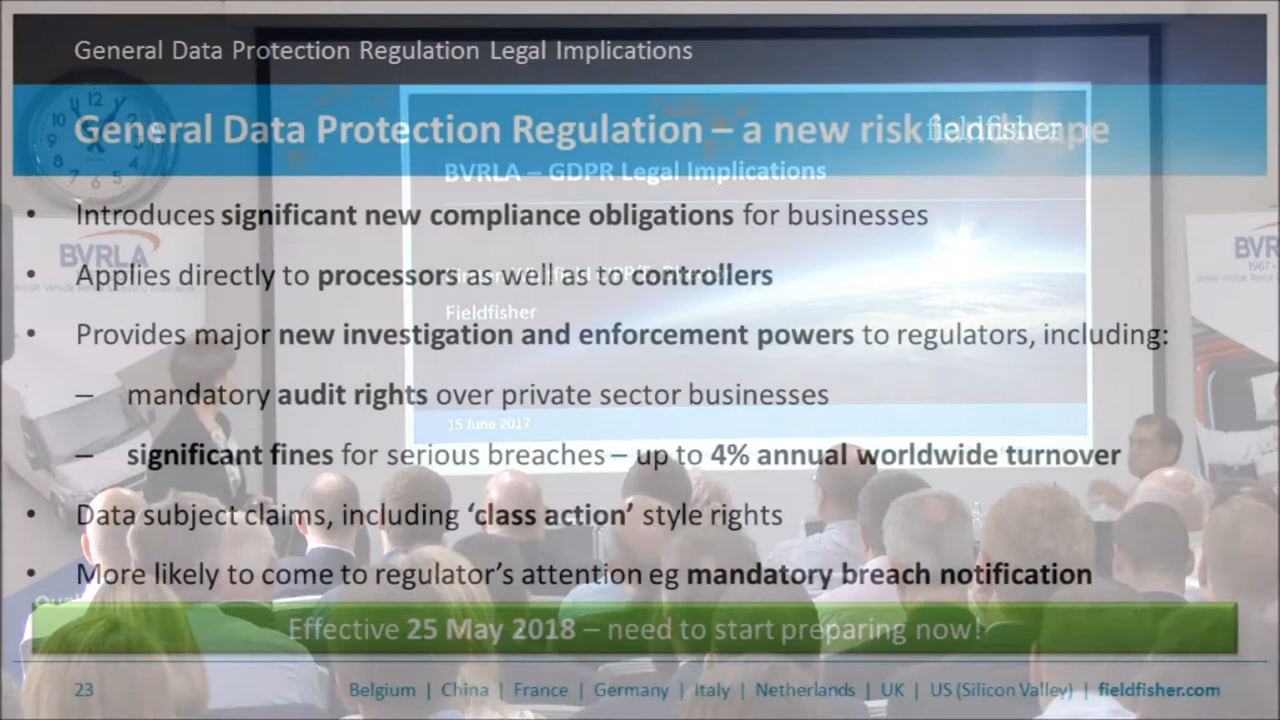 General Data Protection Regulation Legal Implications
12
General Data Protection Regulation – a new risk
fieldfisher
BVRLA – GDPR Legal Implications
• Introduces significant new compliance obligations for businesses
BVRLA
BVR
1967 -
• Applies directly to processors as well as to controllers
Fieldfisher
• Provides major new investigation and enforcement powers to regulators, including:
– mandatory audit rights over private sector businesses
15 June 2017
– significant fines for serious breaches – up to 4% annual worldwide turnover
• Data subject claims, including ‘class action’ style rights
• More likely to come to regulator’s attention eg mandatory breach notification
Effective 25 May 2018 – need to start preparing now!
23
Belgium | China | France | Germany | Italy | Netherlands | UK | US (Silicon Valley) | fieldfisher.com